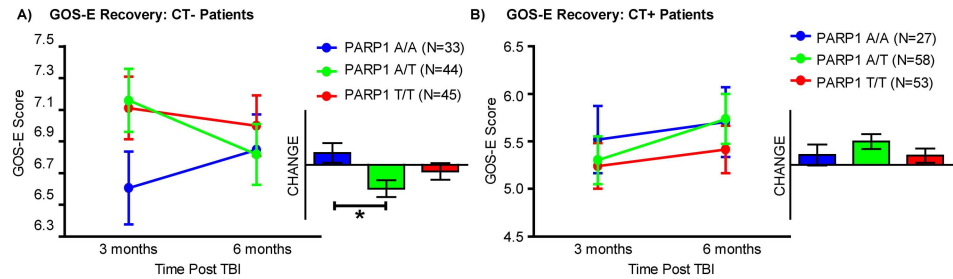 A) GOS-E Recovery: CT- Patients
7.5
7.3
7.1
6.9
6.7
6.5
6.3
GOS-E Score
3 months 6 months
Time Post TBI
PARP1 A/A (N=33)
PARP1 A/T (N=44)
PARP1 T/T (N=45)
CHANGE
*
B) GOS-E Recovery: CT+ Patients
6.5
6.0
5.5
5.0
4.5
GOS-E Score
3 months 6 months
Time Post TBI
PARP1 A/A (N=27)
PARP1 A/T (N=58)
PARP1 T/T (N=53)
CHANGE